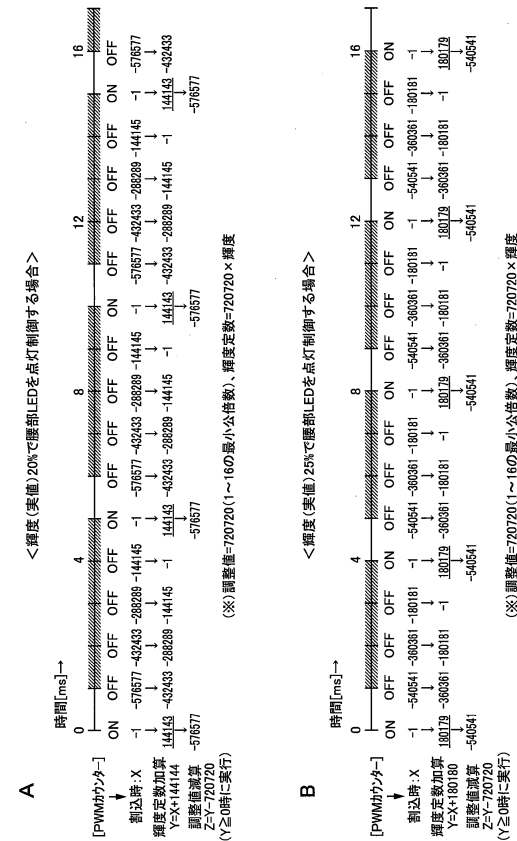 A
<輝度(実値)20%で腰部LEDを点灯制御する場合>
時間[ms]→
0 4 8 12 16
[PWMカウンター] ON OFF OFF OFF OFF ON OFF OFF OFF OFF ON OFF OFF OFF OFF ON OFF
割込時:X -1 -576577 -432433 -288289 -144145 -1 -576577 -432433 -288289 -144145 -1 -576577 -432433 -288289 -144145 -1 -576577
輝度定数加算 ↓ ↓ ↓ ↓ ↓ ↓ ↓ ↓ ↓ ↓ ↓ ↓ ↓ ↓ ↓ ↓ ↓
Y=X+144144 144143 -432433 -288289 -144145 -1 144143 -432433 -288289 -144145 -1 144143 -432433 -288289 -144145 -1 144143 -432433
調整値減算 ↓ ↓ ↓ ↓
Z=Y-720720 -576577 -576577 -576577 -576577
(Y≧0時に実行)
(※)調整値=720720(1~16の最小公倍数)、輝度定数=720720×輝度
B
<輝度(実値)25%で腰部LEDを点灯制御する場合>
時間[ms]→
0 4 8 12 16
[PWMカウンター] ON OFF OFF OFF ON OFF OFF OFF ON OFF OFF OFF ON OFF OFF OFF ON
割込時:X -1 -540541 -360361 -180181 -1 -540541 -360361 -180181 -1 -540541 -360361 -180181 -1 -540541 -360361 -180181 -1
輝度定数加算 ↓ ↓ ↓ ↓ ↓ ↓ ↓ ↓ ↓ ↓ ↓ ↓ ↓ ↓ ↓ ↓ ↓
Y=X+180180 180179 -360361 -180181 -1 180179 -360361 -180181 -1 180179 -360361 -180181 -1 180179 -360361 -180181 -1 180179
調整値減算 ↓ ↓ ↓ ↓ ↓
Z=Y-720720 -540541 -540541 -540541 -540541 -540541
(Y≧0時に実行)
(※)調整値=720720(1~16の最小公倍数)、輝度定数=720720×輝度